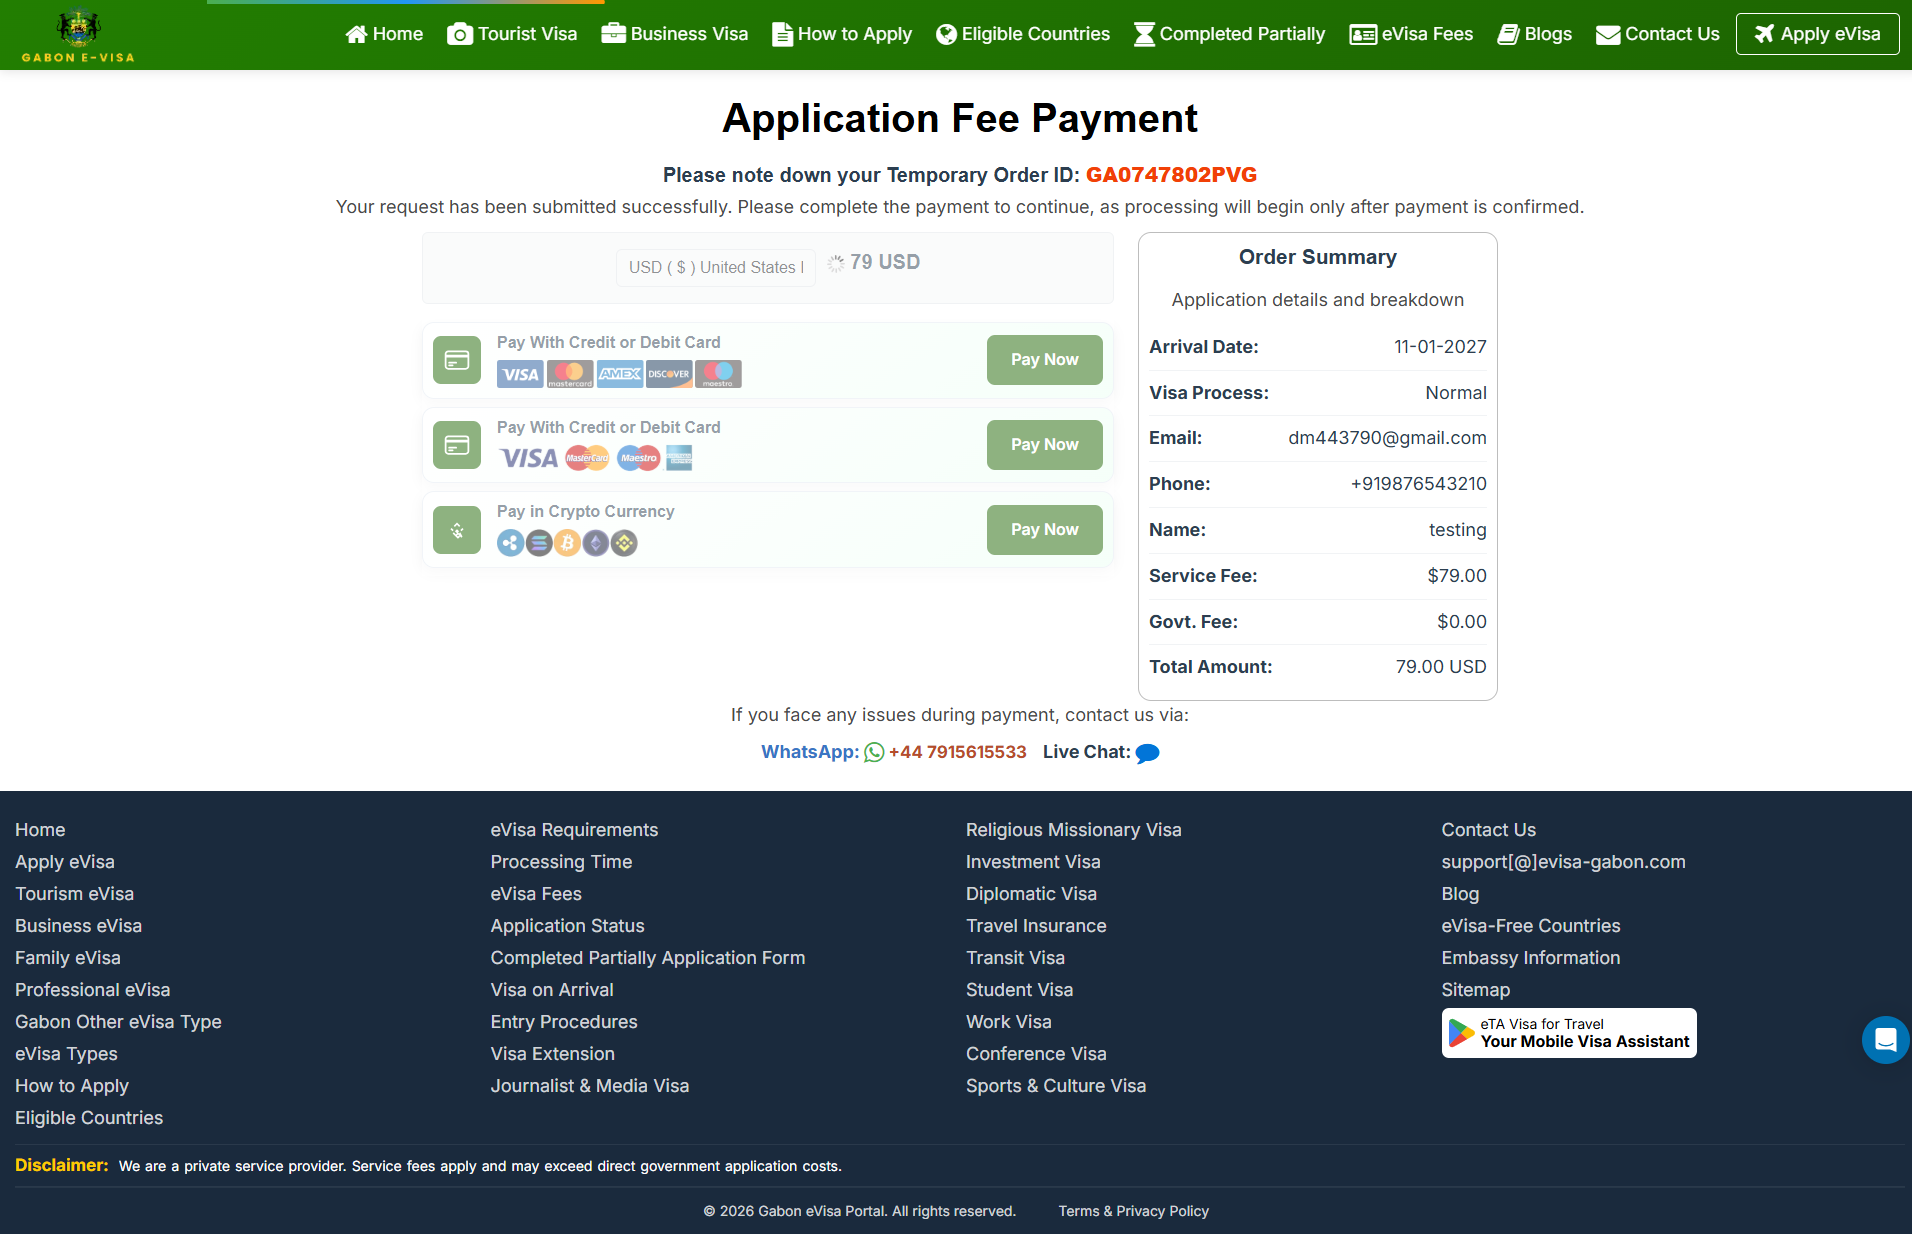 GABON E-VISA
Home
Tourist Visa
Business Visa
How to Apply
Eligible Countries
Completed Partially
eVisa Fees
Blogs
Contact Us
Apply eVisa
Application Fee Payment
Please note down your Temporary Order ID: GA0747802PVG
Your request has been submitted successfully. Please complete the payment to continue, as processing will begin only after payment is confirmed.
USD ( $ ) United States
79 USD
Pay With Credit or Debit Card
VISA mastercard AMEX DISCOVER maestro
Pay Now
Pay With Credit or Debit Card
VISA MasterCard Maestro
Pay Now
Pay in Crypto Currency
Pay Now
Order Summary
Application details and breakdown
Arrival Date: 11-01-2027
Visa Process: Normal
Email: dm443790@gmail.com
Phone: +919876543210
Name: testing
Service Fee: $79.00
Govt. Fee: $0.00
Total Amount: 79.00 USD
If you face any issues during payment, contact us via:
WhatsApp: +44 7915615533 Live Chat:
Home
Apply eVisa
Tourism eVisa
Business eVisa
Family eVisa
Professional eVisa
Gabon Other eVisa Type
eVisa Types
How to Apply
Eligible Countries
eVisa Requirements
Processing Time
eVisa Fees
Application Status
Completed Partially Application Form
Visa on Arrival
Entry Procedures
Visa Extension
Journalist & Media Visa
Religious Missionary Visa
Investment Visa
Diplomatic Visa
Travel Insurance
Transit Visa
Student Visa
Work Visa
Conference Visa
Sports & Culture Visa
Contact Us
support[@]evisa-gabon.com
Blog
eVisa-Free Countries
Embassy Information
Sitemap
eTA Visa for Travel
Your Mobile Visa Assistant
Disclaimer: We are a private service provider. Service fees apply and may exceed direct government application costs.
© 2026 Gabon eVisa Portal. All rights reserved. Terms & Privacy Policy